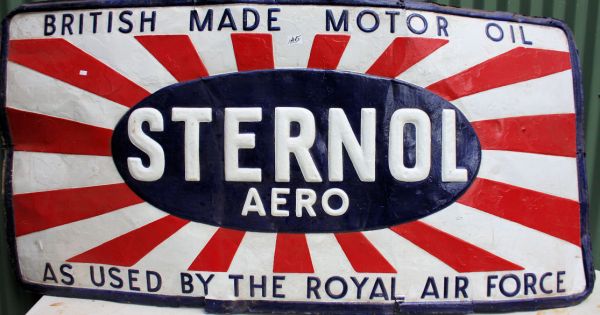 BRITISH MADE MOTOR OIL
STERNOL
AERO
AS USED BY THE ROYAL AIR FORCE